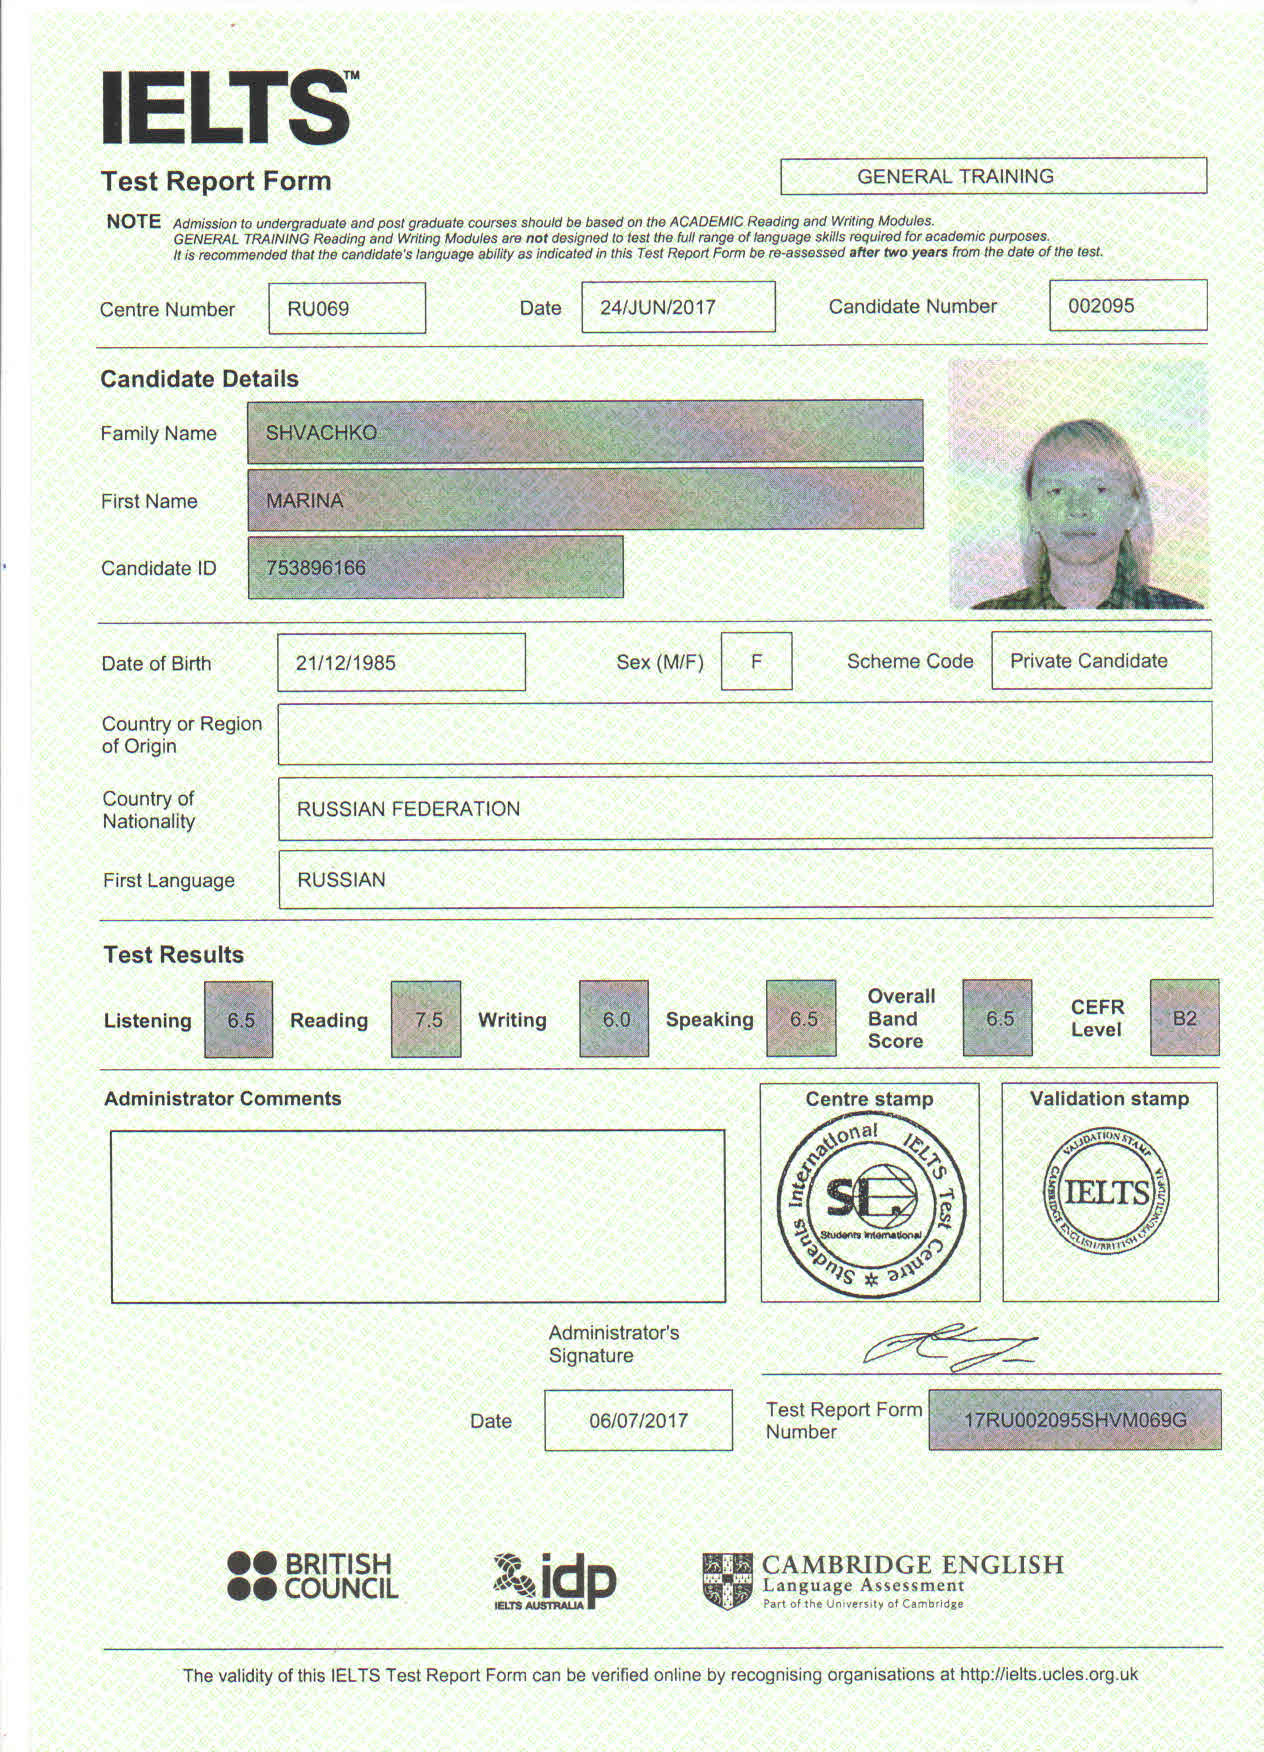 IELTS™
Test Report Form
GENERAL TRAINING
NOTE Admission to undergraduate and post graduate courses should be based on the ACADEMIC Reading and Writing Modules.
GENERAL TRAINING Reading and Writing Modules are not designed to test the full range of language skills required for academic purposes.
It is recommended that the candidate's language ability as indicated in this Test Report Form be re-assessed after two years from the date of the test.
Centre Number RU069 Date 24/JUN/2017 Candidate Number 002095
Candidate Details
Family Name SHVACHKO
First Name MARINA
Candidate ID 753896166
Date of Birth 21/12/1985 Sex (M/F) F Scheme Code Private Candidate
Country or Region
of Origin
Country of
Nationality
RUSSIAN FEDERATION
First Language RUSSIAN
Test Results
Listening 6.5 Reading 7.5 Writing 6.0 Speaking 6.5 Overall Band Score 6.5 CEFR Level B2
Administrator Comments
Centre stamp
Students International IELTS Test Centre
SI
Students International
Validation stamp
VALIDATION STAMP
IELTS
CAMBRIDGE ENGLISH/BRITISH COUNCIL/IDP:IA
Administrator's
Signature
Date 06/07/2017
Test Report Form
Number
17RU002095SHVM069G
BRITISH
COUNCIL
idp
IELTS AUSTRALIA
CAMBRIDGE ENGLISH
Language Assessment
Part of the University of Cambridge
The validity of this IELTS Test Report Form can be verified online by recognising organisations at http://ielts.ucles.org.uk